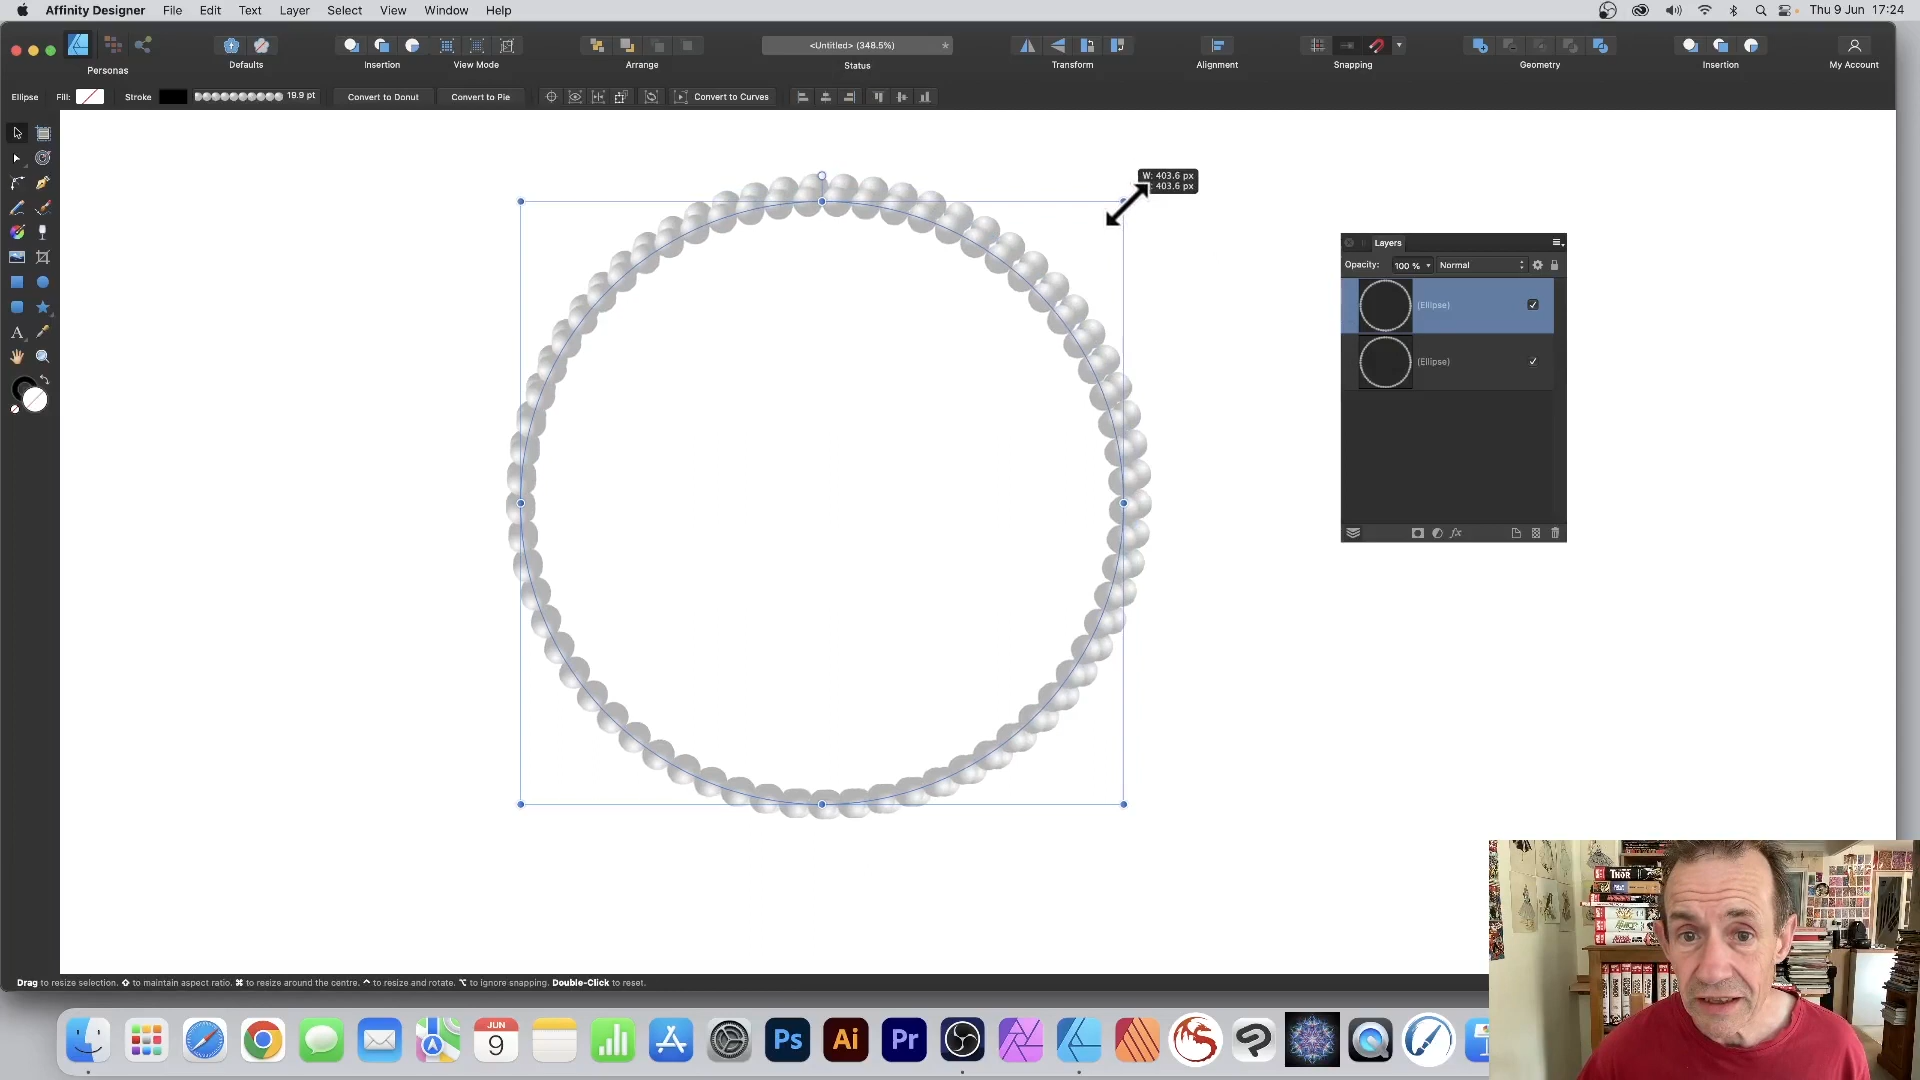 Affinity Designer File Edit Text Layer Select View Window Help Thu 9 Jun 17:24
<Untitled> (348.5%) *
Personas Defaults Insertion View Mode Arrange Status Transform Alignment Snapping Geometry Insertion My Account
Ellipse Fill: Stroke 19.9 pt Convert to Donut Convert to Pie Convert to Curves
W: 403.6 px
: 403.6 px
Layers
Opacity: 100 % Normal
(Ellipse)
(Ellipse)
A
fx
THOR
Drag to resize selection. ⇧ to maintain aspect ratio. ⌘ to resize around the centre. ^ to resize and rotate. ⌥ to ignore snapping. Double-Click to reset.
JUN
9
Ps
Ai
Pr